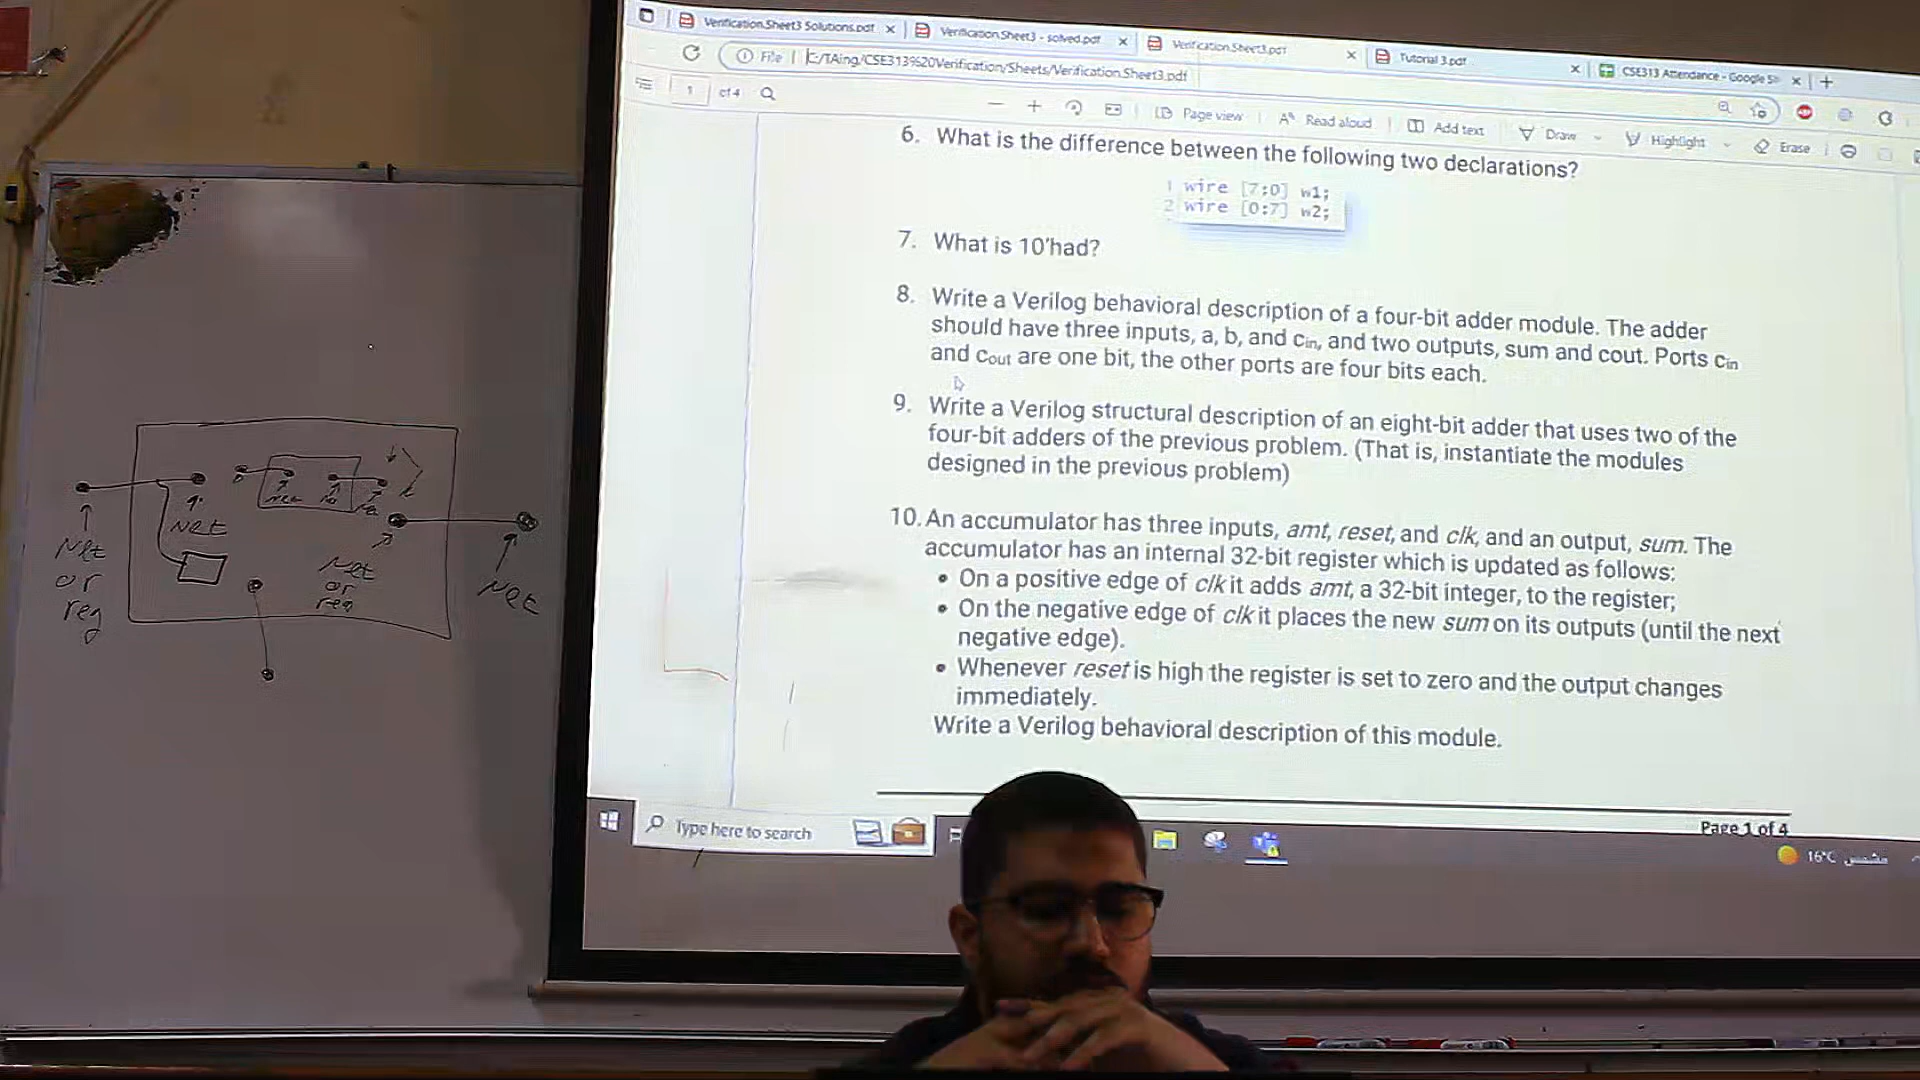 Verification.Sheet3 Solutions.pdf
Verification.Sheet3 - solved.pdf
Verification.Sheet3.pdf
Tutorial 3.pdf
CSE313 Attendance - Google S
File | C:/TAing/CSE313%20Verification/Sheets/Verification.Sheet3.pdf
1 of 4
Page view
Read aloud
Add text
Draw
Highlight
Erase
6. What is the difference between the following two declarations?
1 wire [7:0] w1;
2 wire [0:7] w2;
7. What is 10'had?
8. Write a Verilog behavioral description of a four-bit adder module. The adder
should have three inputs, a, b, and cin, and two outputs, sum and cout. Ports cin
and cout are one bit, the other ports are four bits each.
9. Write a Verilog structural description of an eight-bit adder that uses two of the
four-bit adders of the previous problem. (That is, instantiate the modules
designed in the previous problem)
10. An accumulator has three inputs, amt, reset, and clk, and an output, sum. The
accumulator has an internal 32-bit register which is updated as follows:
• On a positive edge of clk it adds amt, a 32-bit integer, to the register;
• On the negative edge of clk it places the new sum on its outputs (until the next
negative edge).
• Whenever reset is high the register is set to zero and the output changes
immediately.
Write a Verilog behavioral description of this module.
Page 1 of 4
Type here to search
16°C مشمس
Net
or
reg
Net
Net
or
reg
Net